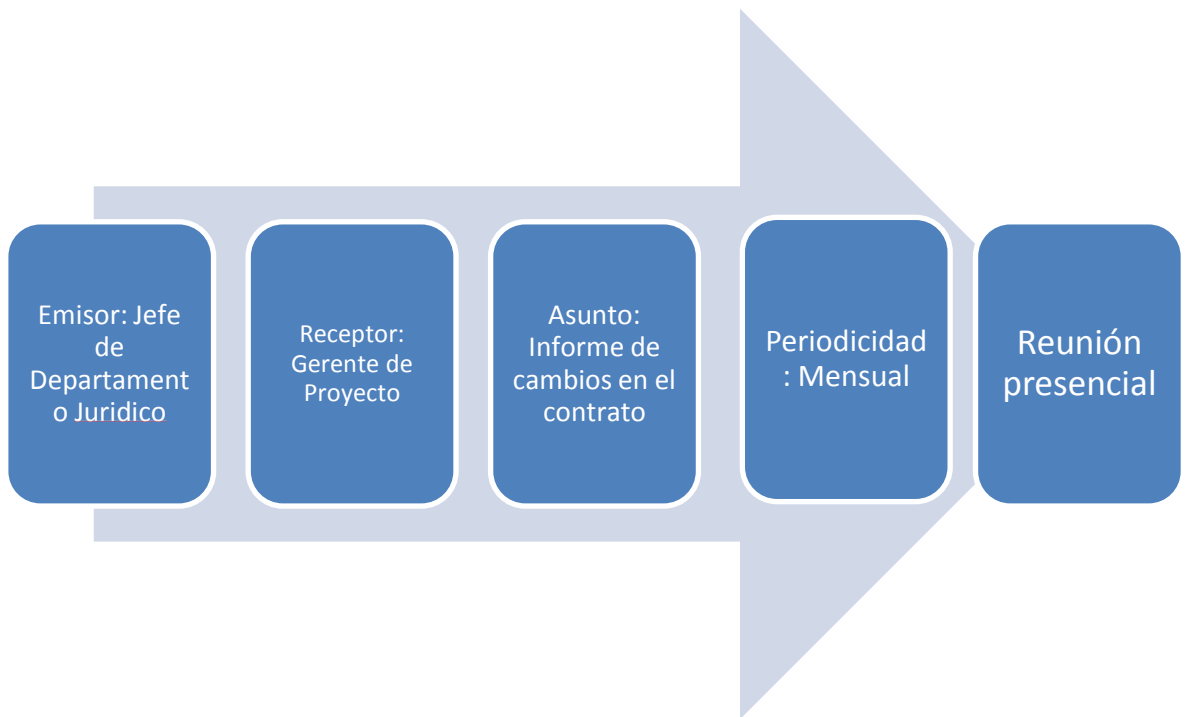 Emisor: Jefe
de
Departament
o Juridico
Receptor:
Gerente de
Proyecto
Asunto:
Informe de
cambios en el
contrato
Periodicidad
: Mensual
Reunión
presencial